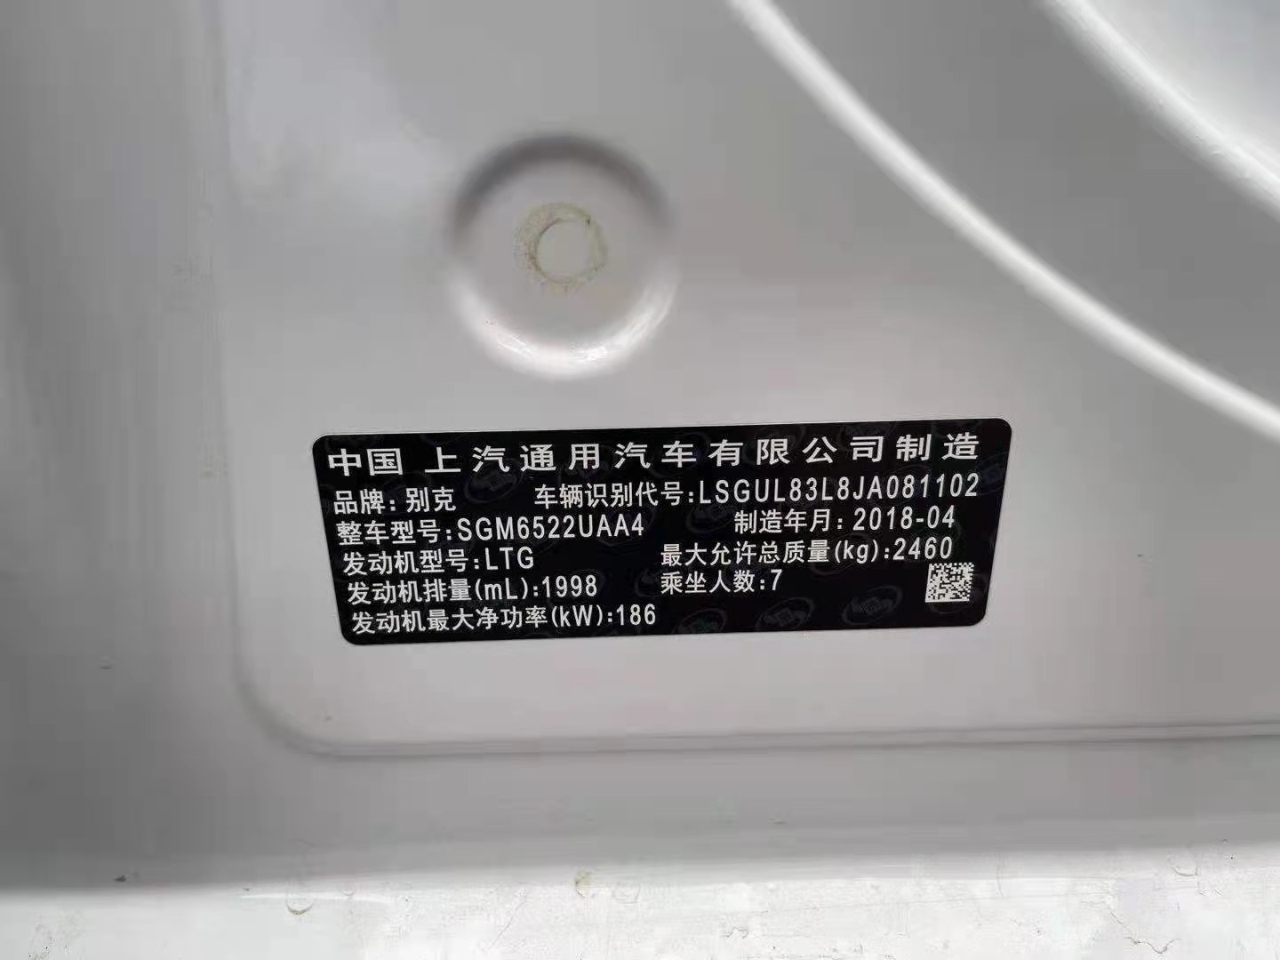 中国 上汽通用汽车有限公司制造
品牌:别克 车辆识别代号:LSGUL83L8JA081102
整车型号:SGM6522UAA4 制造年月:2018-04
发动机型号:LTG 最大允许总质量(kg):2460
发动机排量(mL):1998 乘坐人数:7
发动机最大净功率(kW):186